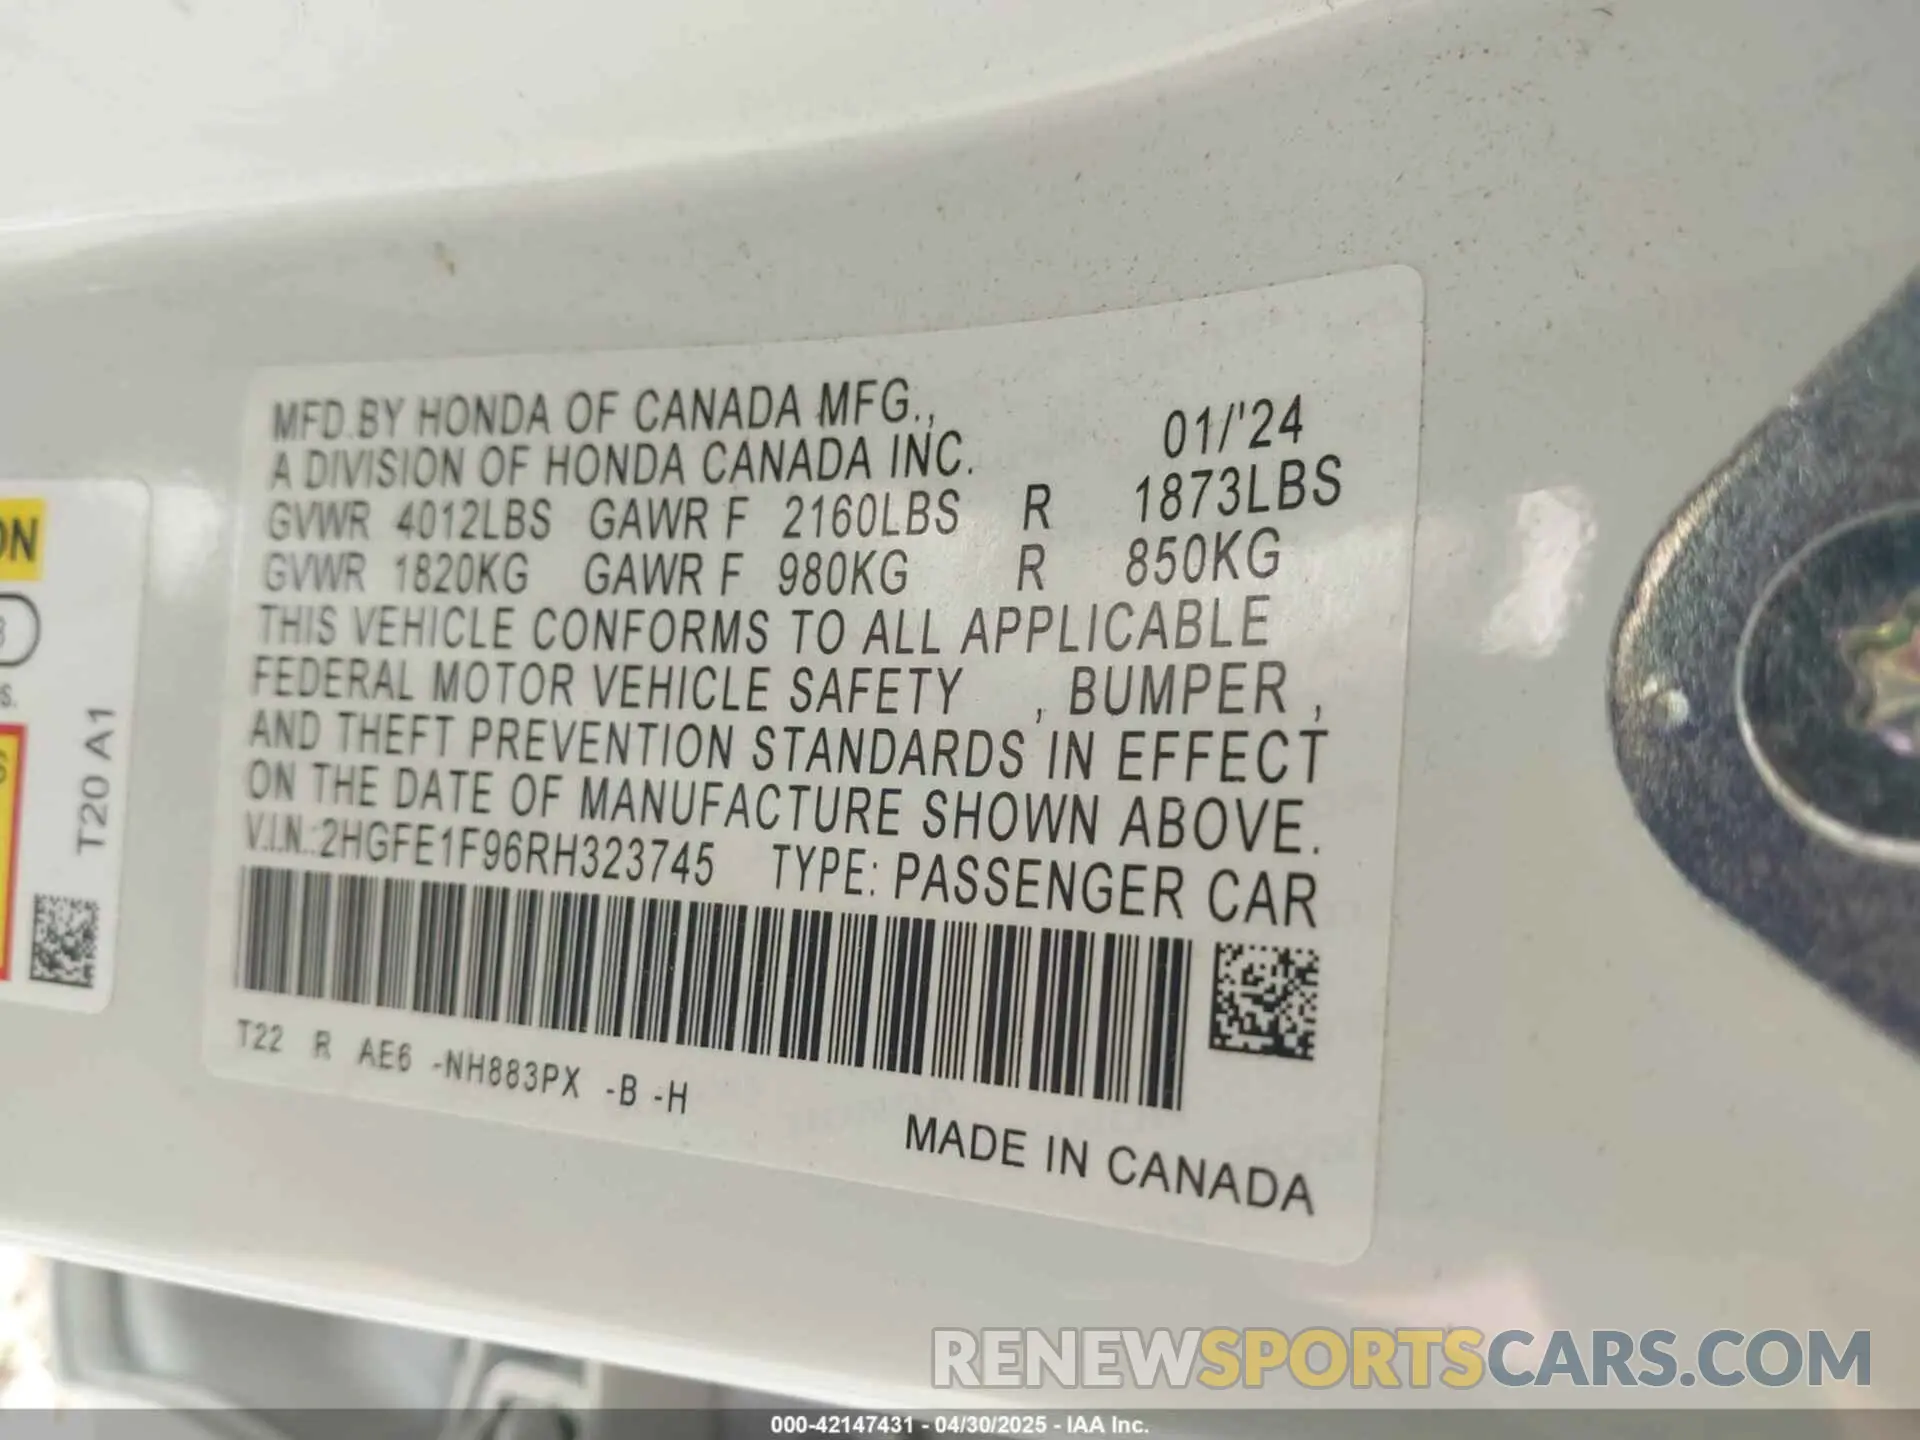 MFD.BY HONDA OF CANADA MFG.,
A DIVISION OF HONDA CANADA INC. 01/'24
GVWR 4012LBS GAWR F 2160LBS R 1873LBS
GVWR 1820KG GAWR F 980KG R 850KG
THIS VEHICLE CONFORMS TO ALL APPLICABLE
FEDERAL MOTOR VEHICLE SAFETY , BUMPER ,
AND THEFT PREVENTION STANDARDS IN EFFECT
ON THE DATE OF MANUFACTURE SHOWN ABOVE.
V.I.N.:2HGFE1F96RH323745 TYPE: PASSENGER CAR
T22 R AE6 -NH883PX -B -H
MADE IN CANADA
T20 A1
RENEWSPORTSCARS.COM
000-42147431 - 04/30/2025 - IAA Inc.